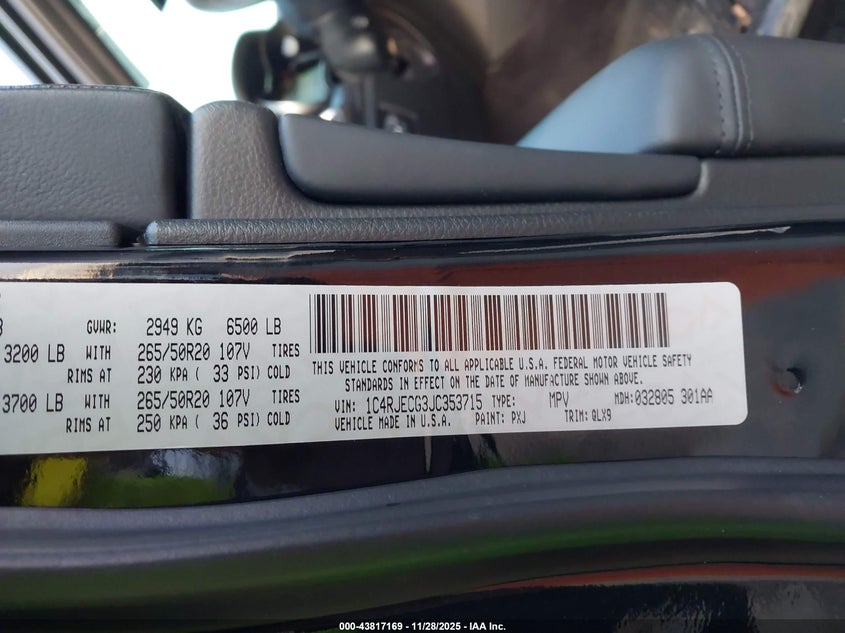 GVWR: 2949 KG 6500 LB
3200 LB WITH 265/50R20 107V TIRES
RIMS AT 230 KPA ( 33 PSI) COLD
3700 LB WITH 265/50R20 107V TIRES
RIMS AT 250 KPA ( 36 PSI) COLD
THIS VEHICLE CONFORMS TO ALL APPLICABLE U.S.A. FEDERAL MOTOR VEHICLE SAFETY
STANDARDS IN EFFECT ON THE DATE OF MANUFACTURE SHOWN ABOVE.
VIN: 1C4RJECG3JC353715 TYPE: MPV MDH:032805 301AA
VEHICLE MADE IN U.S.A. PAINT: PXJ TRIM: QLX9
000-43817169 - 11/28/2025 - IAA Inc.